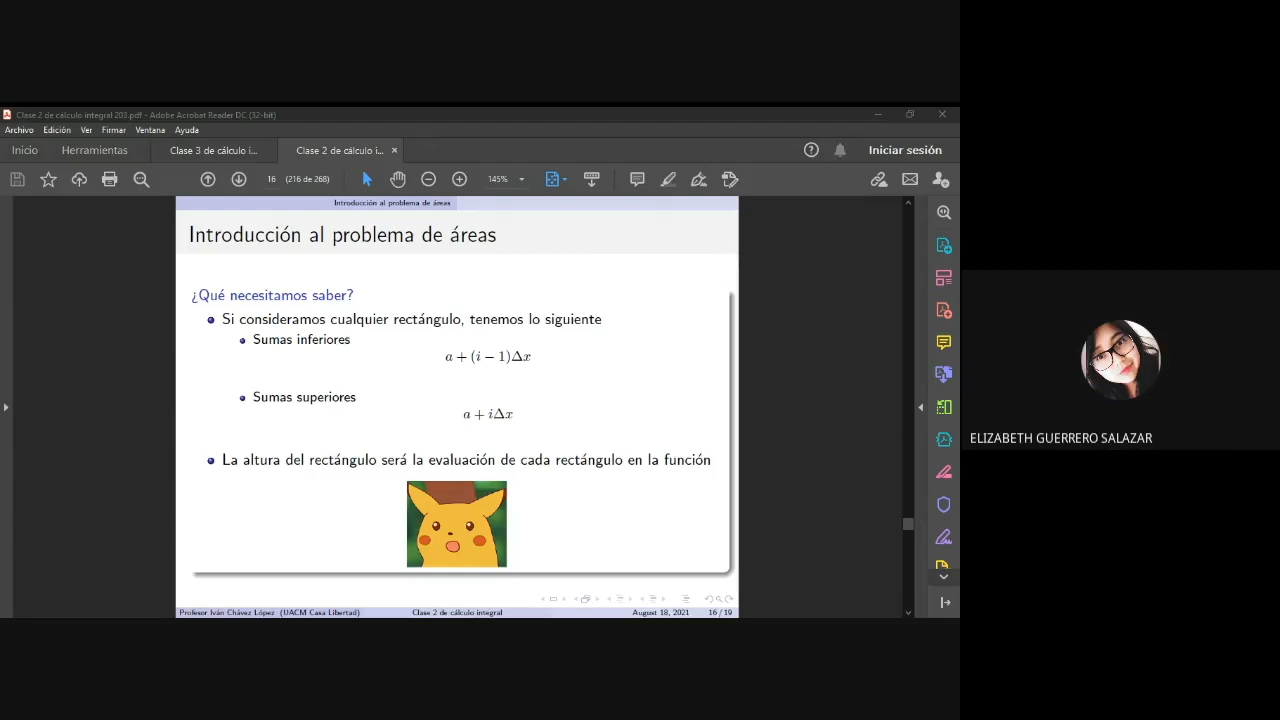 Clase 2 de cálculo integral 203.pdf - Adobe Acrobat Reader DC (32-bit)
Archivo Edición Ver Firmar Ventana Ayuda
Inicio Herramientas Clase 3 de cálculo i... Clase 2 de cálculo i... × Iniciar sesión
16 (216 de 268) 145%
Introducción al problema de áreas
Introducción al problema de áreas
¿Qué necesitamos saber?
Si consideramos cualquier rectángulo, tenemos lo siguiente
Sumas inferiores
a + (i − 1)Δx
Sumas superiores
a + iΔx
La altura del rectángulo será la evaluación de cada rectángulo en la función
Profesor Iván Chávez López (UACM Casa Libertad) Clase 2 de cálculo integral August 18, 2021 16 / 19
ELIZABETH GUERRERO SALAZAR